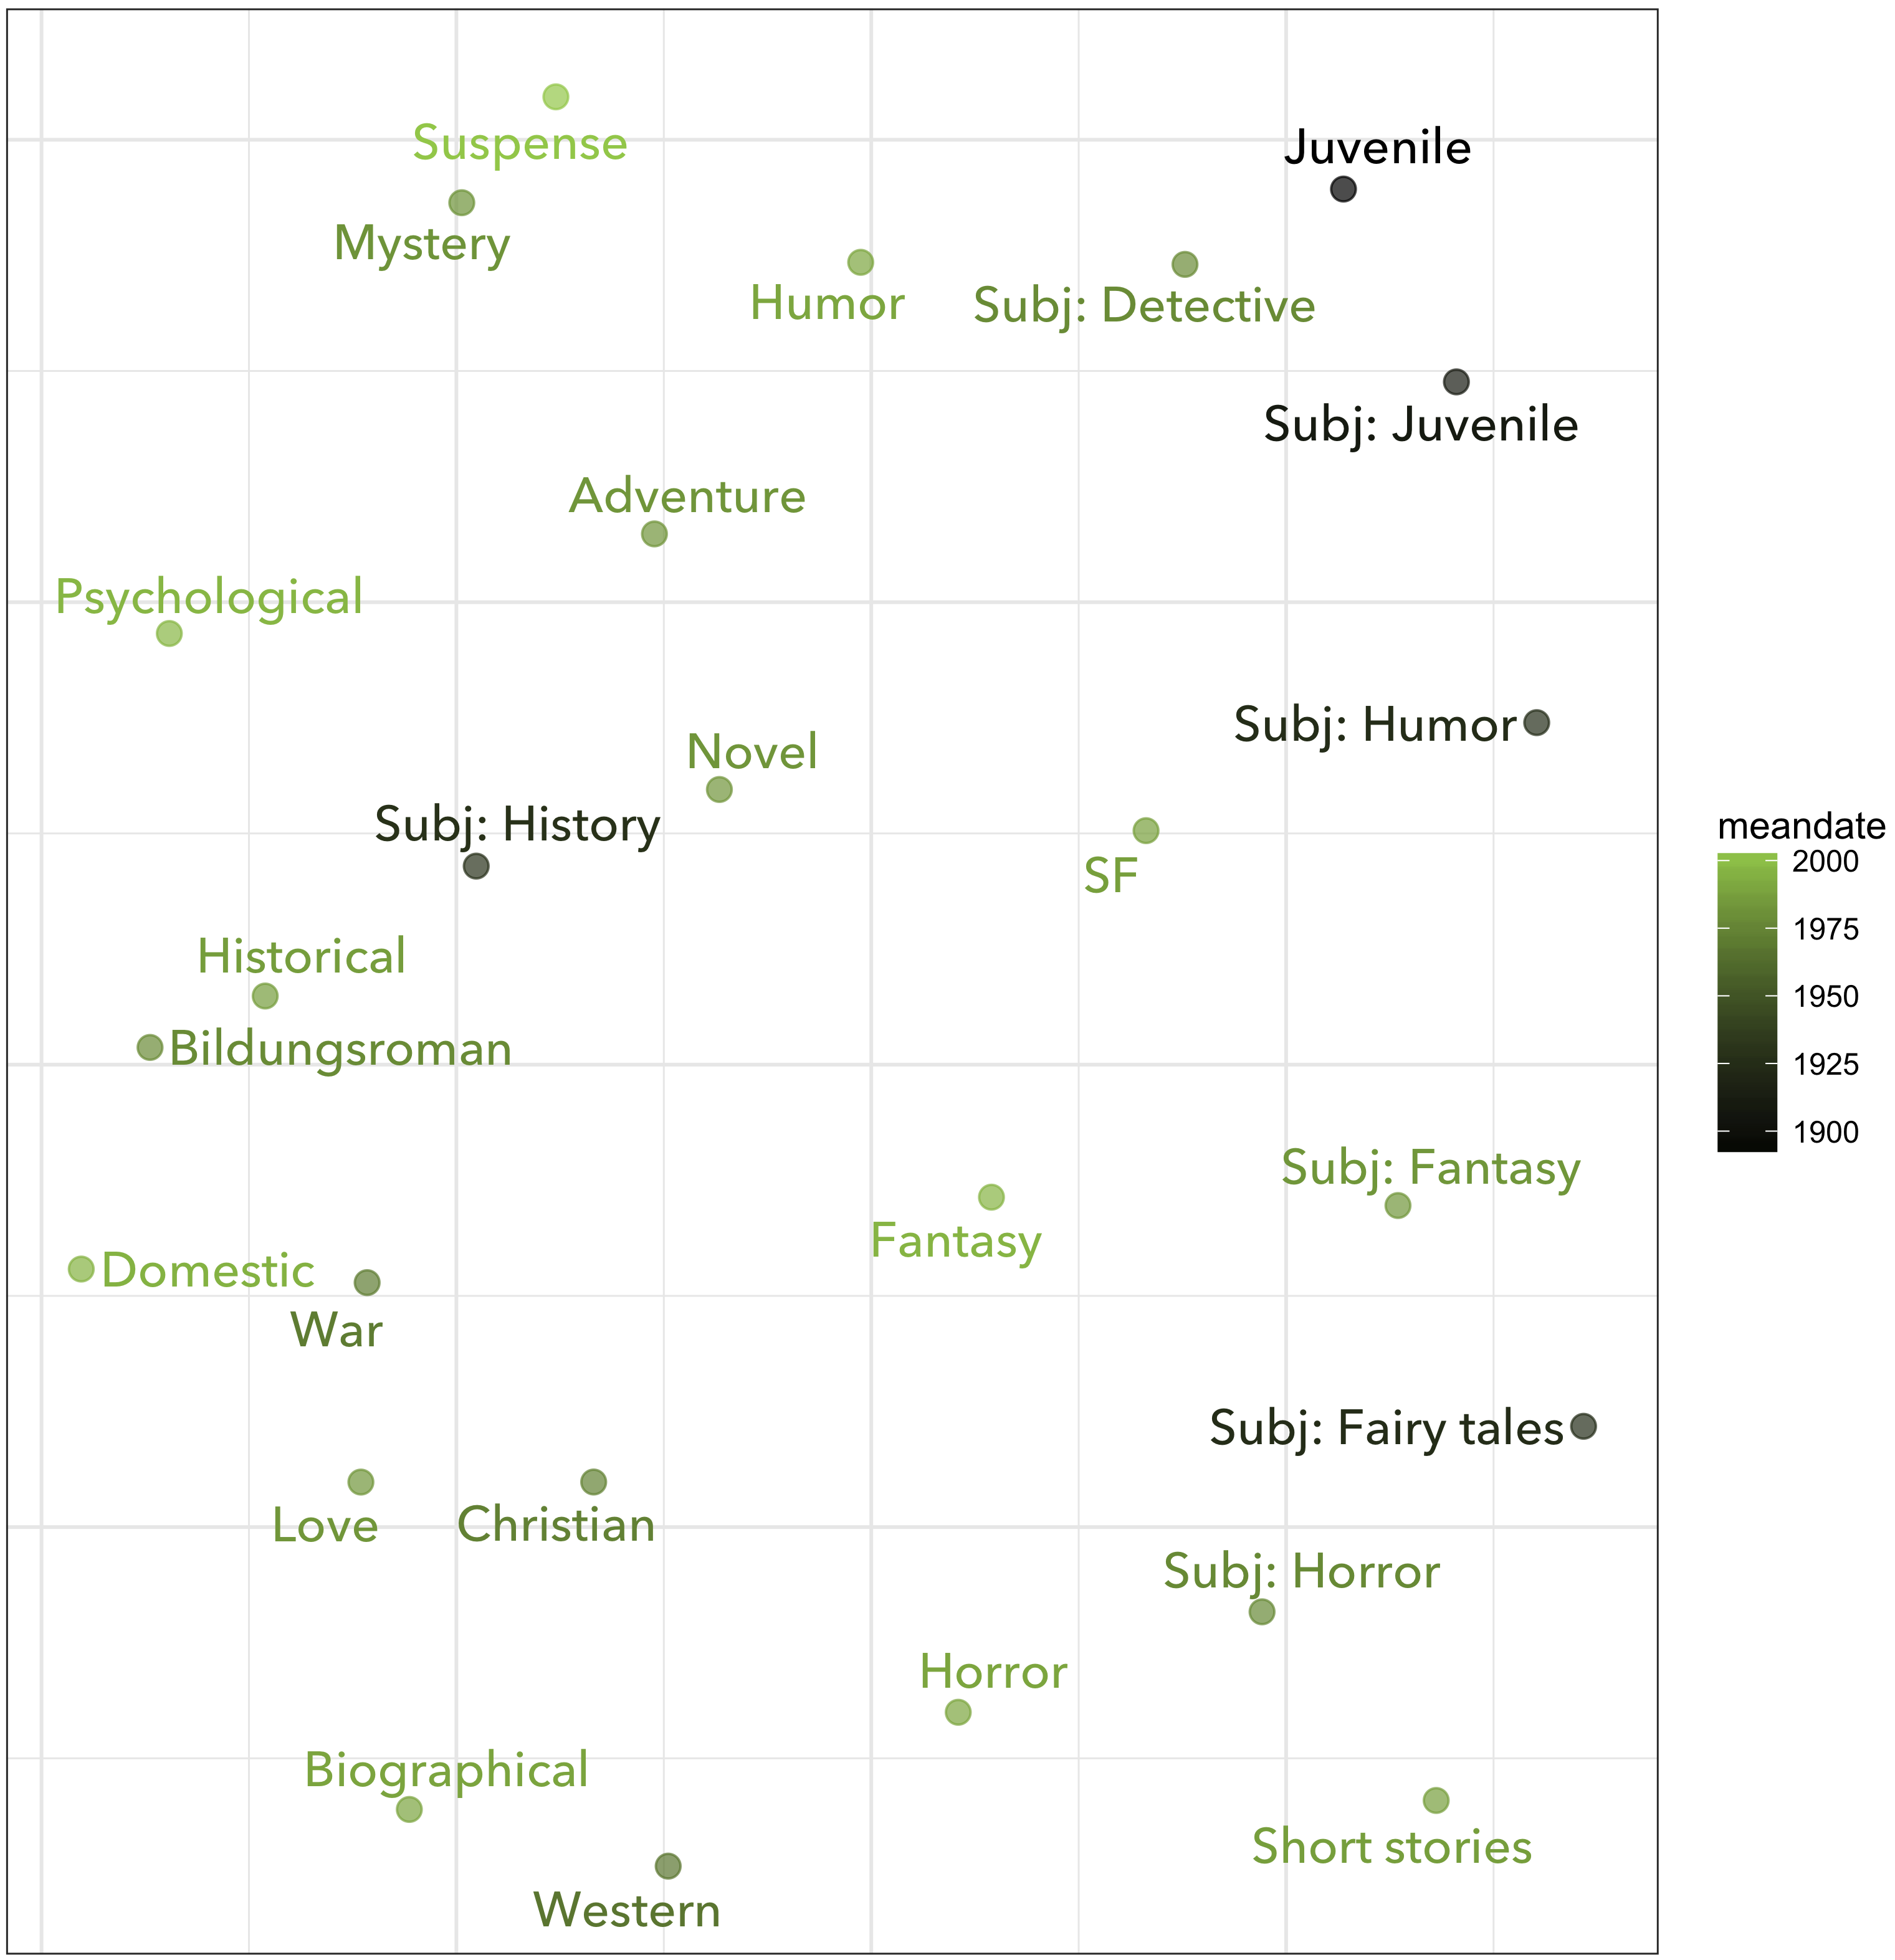 Suspense
Juvenile
Mystery
Humor
Subj: Detective
Subj: Juvenile
Adventure
Psychological
Subj: Humor
Novel
Subj: History
SF
Historical
Bildungsroman
Subj: Fantasy
Fantasy
Domestic
War
Subj: Fairy tales
Love
Christian
Subj: Horror
Horror
Biographical
Short stories
Western
meandate
2000
1975
1950
1925
1900